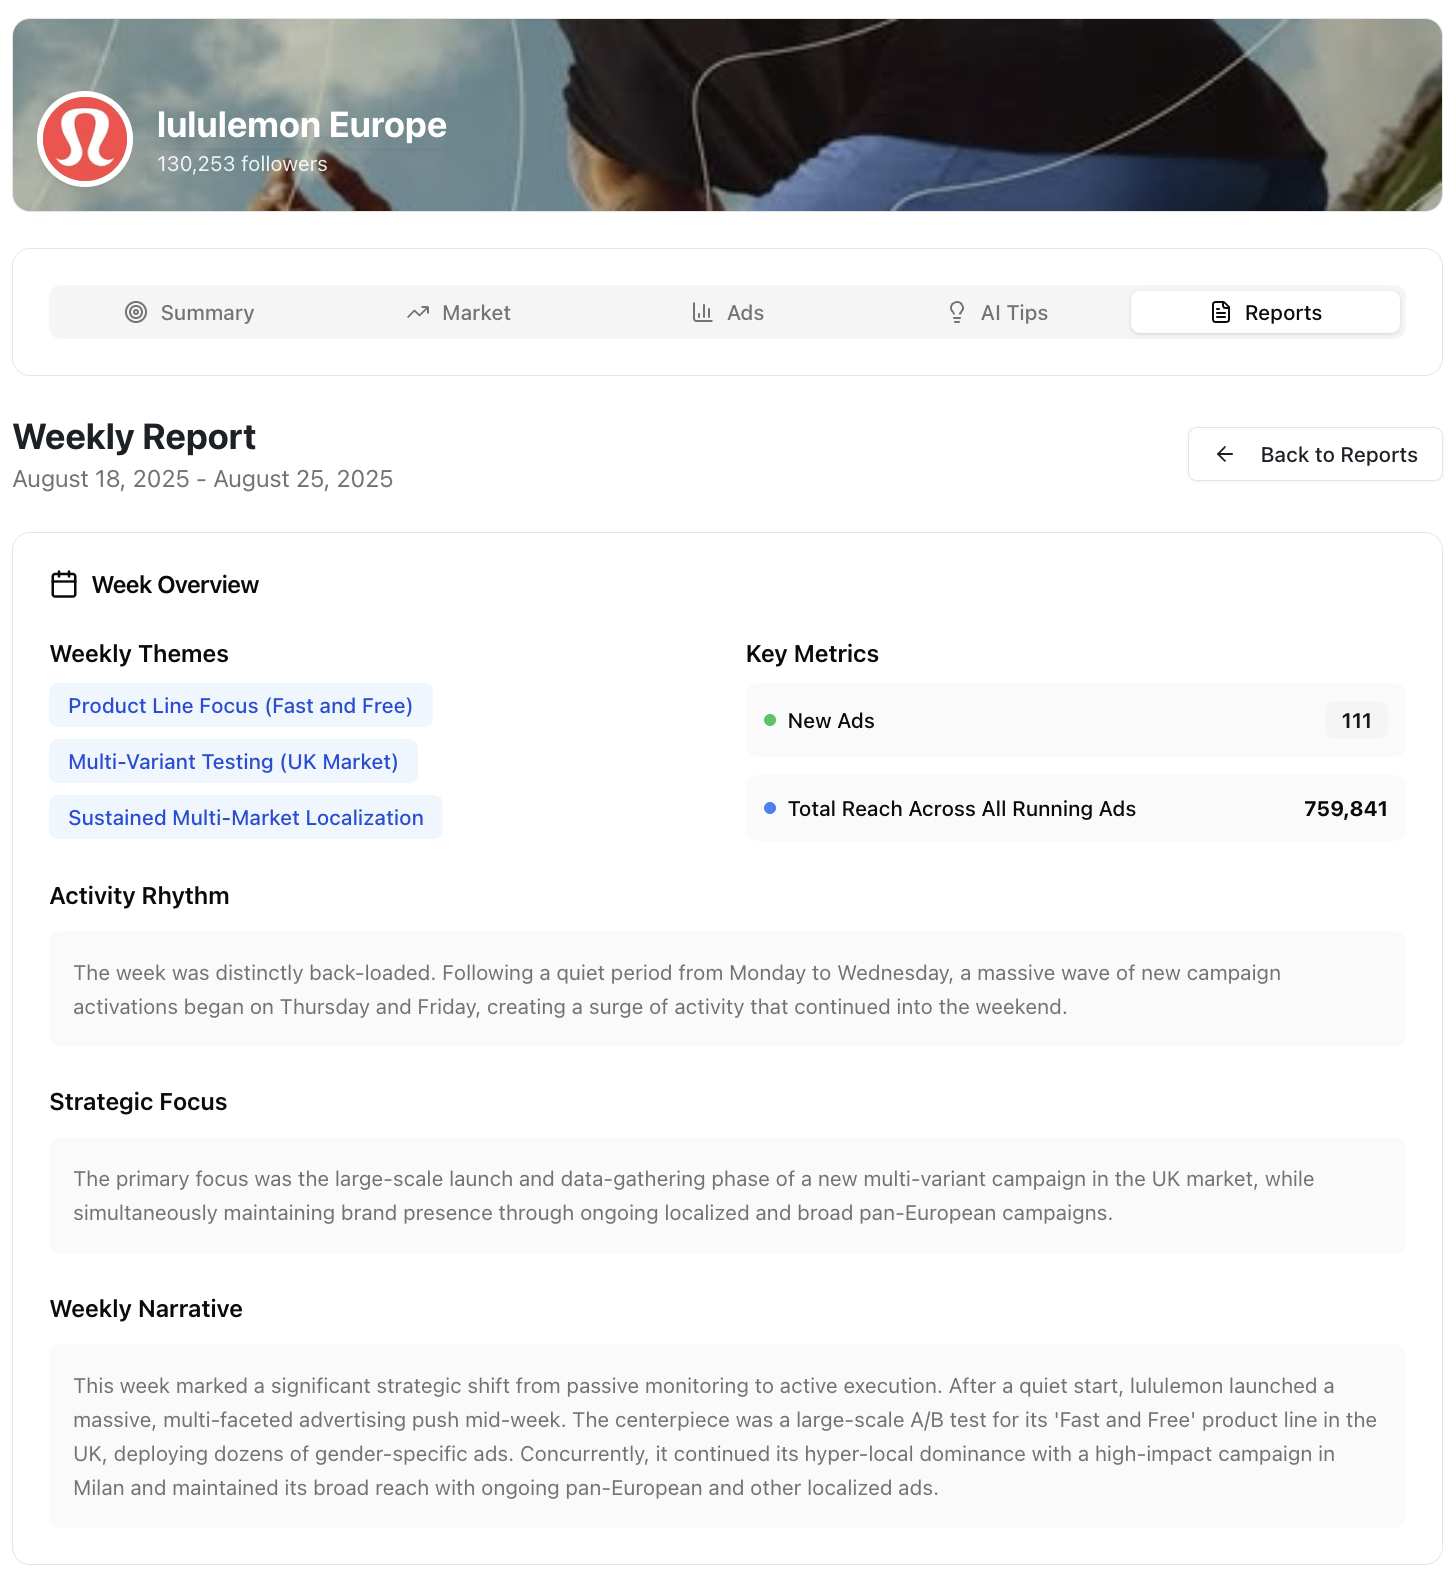 lululemon Europe
130,253 followers
Summary
Market
Ads
AI Tips
Reports
Weekly Report
August 18, 2025 - August 25, 2025
Back to Reports
Week Overview
Weekly Themes
Product Line Focus (Fast and Free)
Multi-Variant Testing (UK Market)
Sustained Multi-Market Localization
Key Metrics
New Ads
111
Total Reach Across All Running Ads
759,841
Activity Rhythm
The week was distinctly back-loaded. Following a quiet period from Monday to Wednesday, a massive wave of new campaign
activations began on Thursday and Friday, creating a surge of activity that continued into the weekend.
Strategic Focus
The primary focus was the large-scale launch and data-gathering phase of a new multi-variant campaign in the UK market, while
simultaneously maintaining brand presence through ongoing localized and broad pan-European campaigns.
Weekly Narrative
This week marked a significant strategic shift from passive monitoring to active execution. After a quiet start, lululemon launched a
massive, multi-faceted advertising push mid-week. The centerpiece was a large-scale A/B test for its 'Fast and Free' product line in the
UK, deploying dozens of gender-specific ads. Concurrently, it continued its hyper-local dominance with a high-impact campaign in
Milan and maintained its broad reach with ongoing pan-European and other localized ads.